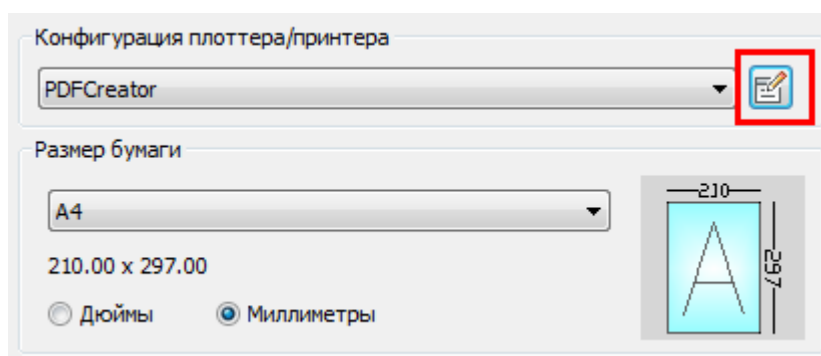 Конфигурация плоттера/принтера
PDFCreator
Размер бумаги
A4
210
210.00 x 297.00
297
Дюймы Миллиметры